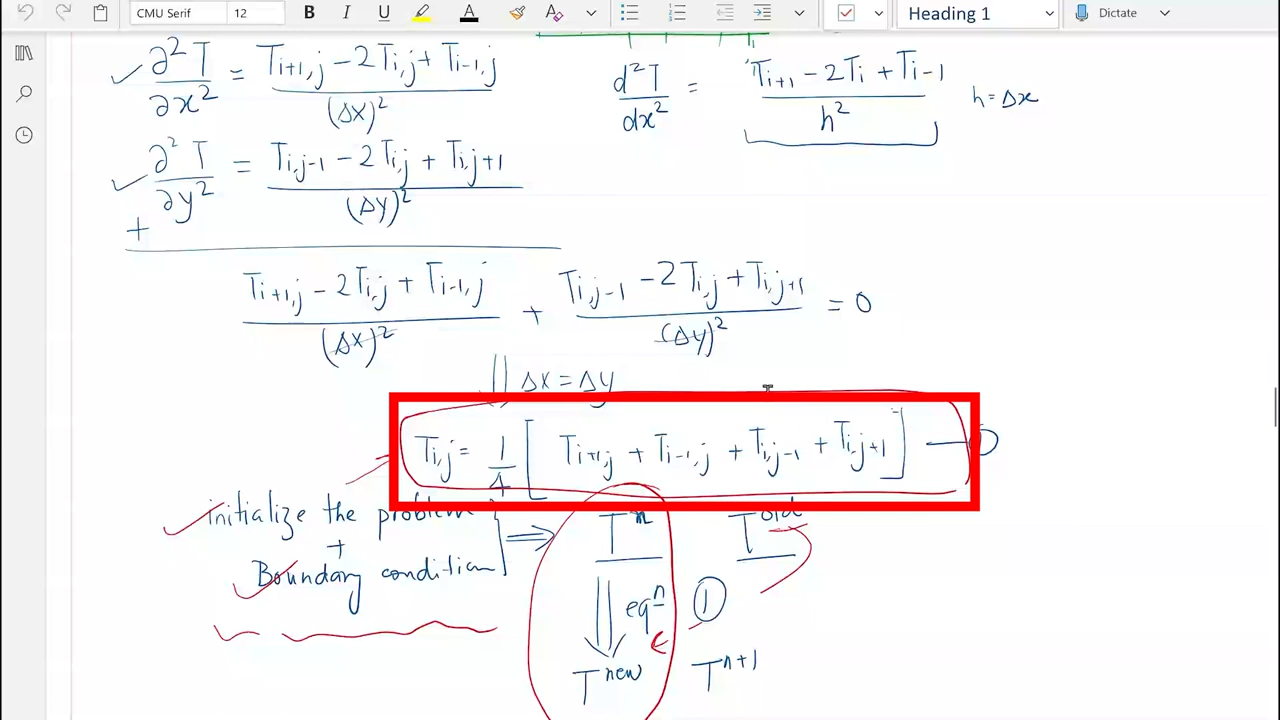 CMU Serif 12 B I U A A Heading 1 Dictate
∂²T/∂x² = (Ti+1,j − 2Ti,j + Ti−1,j)/(Δx)²
d²T/dx² = (Ti+1 − 2Ti + Ti−1)/h² h = Δx
∂²T/∂y² = (Ti,j−1 − 2Ti,j + Ti,j+1)/(Δy)²
+
(Ti+1,j − 2Ti,j + Ti−1,j)/(Δx)² + (Ti,j−1 − 2Ti,j + Ti,j+1)/(Δy)² = 0
|| Δx = Δy
Ti,j = 1/4 [ Ti+1,j + Ti−1,j + Ti,j−1 + Ti,j+1 ] — ①
initialize the problem
+
Boundary condition
⇒ Tⁿ T^old
⇓ eqⁿ ①
T^new T^n+1